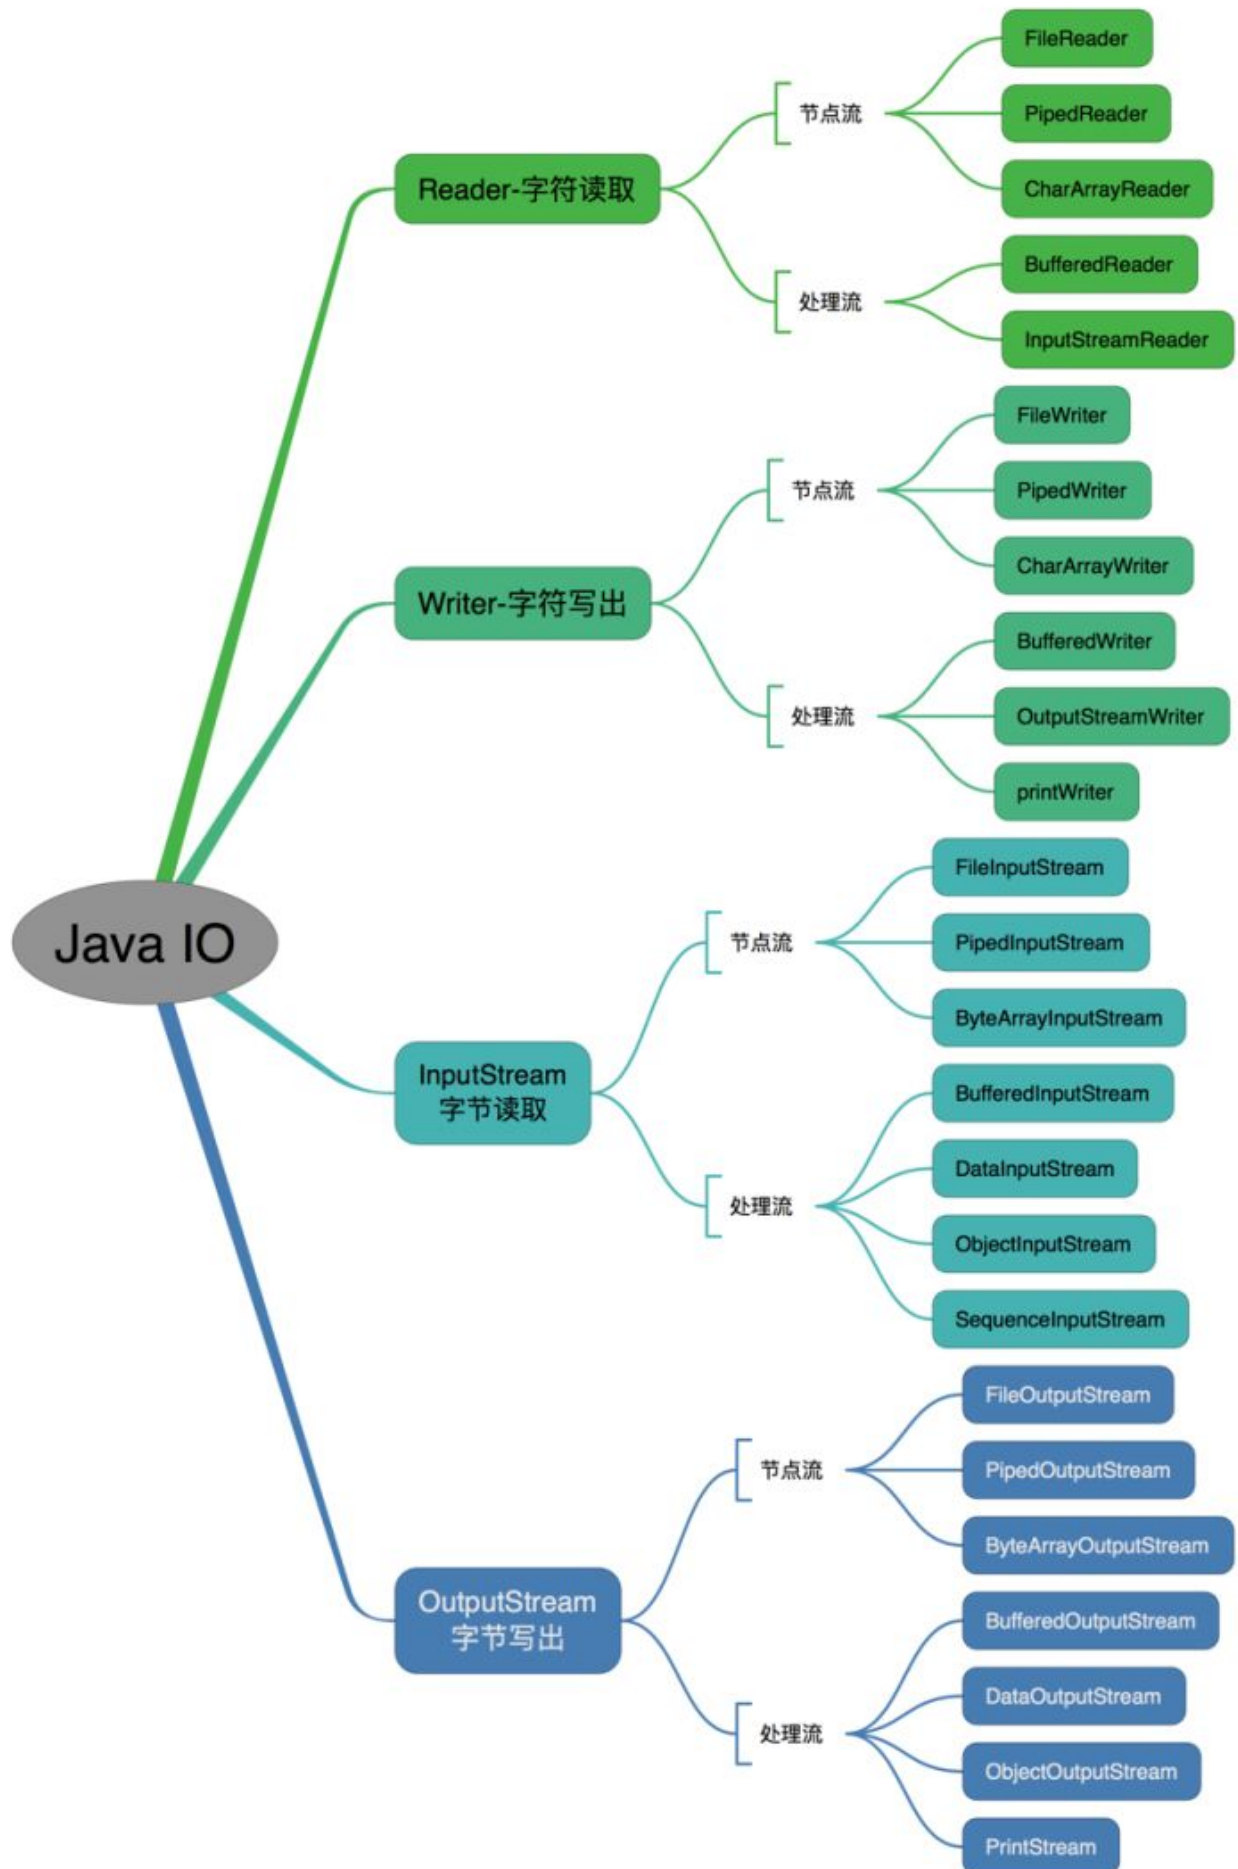 Java IO
Reader-字符读取
节点流
FileReader
PipedReader
CharArrayReader
处理流
BufferedReader
InputStreamReader
Writer-字符写出
节点流
FileWriter
PipedWriter
CharArrayWriter
处理流
BufferedWriter
OutputStreamWriter
printWriter
InputStream
字节读取
节点流
FileInputStream
PipedInputStream
ByteArrayInputStream
处理流
BufferedInputStream
DataInputStream
ObjectInputStream
SequenceInputStream
OutputStream
字节写出
节点流
FileOutputStream
PipedOutputStream
ByteArrayOutputStream
处理流
BufferedOutputStream
DataOutputStream
ObjectOutputStream
PrintStream